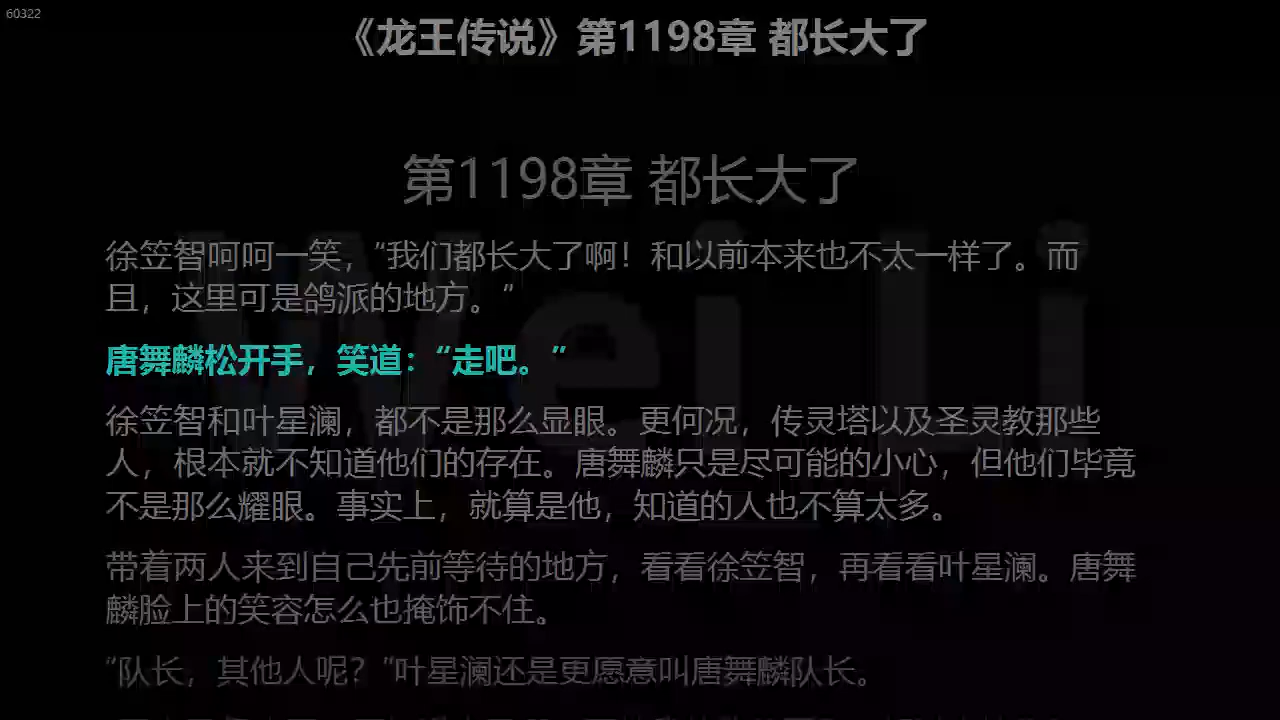 60322
《龙王传说》第1198章 都长大了
第1198章 都长大了
徐笠智呵呵一笑，“我们都长大了啊！和以前本来也不太一样了。而
且，这里可是鸽派的地方。”
唐舞麟松开手，笑道：“走吧。”
徐笠智和叶星澜，都不是那么显眼。更何况，传灵塔以及圣灵教那些
人，根本就不知道他们的存在。唐舞麟只是尽可能的小心，但他们毕竟
不是那么耀眼。事实上，就算是他，知道的人也不算太多。
带着两人来到自己先前等待的地方，看看徐笠智，再看看叶星澜。唐舞
麟脸上的笑容怎么也掩饰不住。
“队长，其他人呢？”叶星澜还是更愿意叫唐舞麟队长。
Wei Li